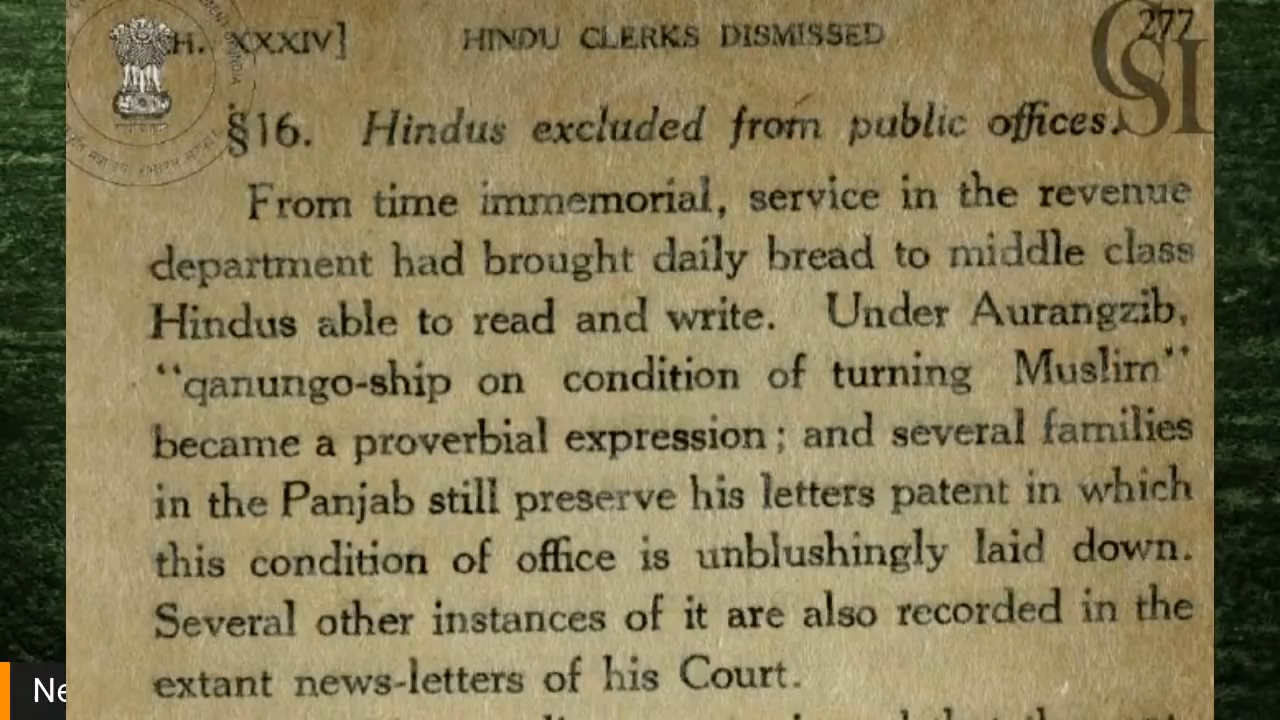 H. XXXIV] HINDU CLERKS DISMISSED 277
CSI
§16. Hindus excluded from public offices.
From time immemorial, service in the revenue
department had brought daily bread to middle class
Hindus able to read and write. Under Aurangzib,
“qanungo-ship on condition of turning Muslim”
became a proverbial expression; and several families
in the Panjab still preserve his letters patent in which
this condition of office is unblushingly laid down.
Several other instances of it are also recorded in the
extant news-letters of his Court.
Ne